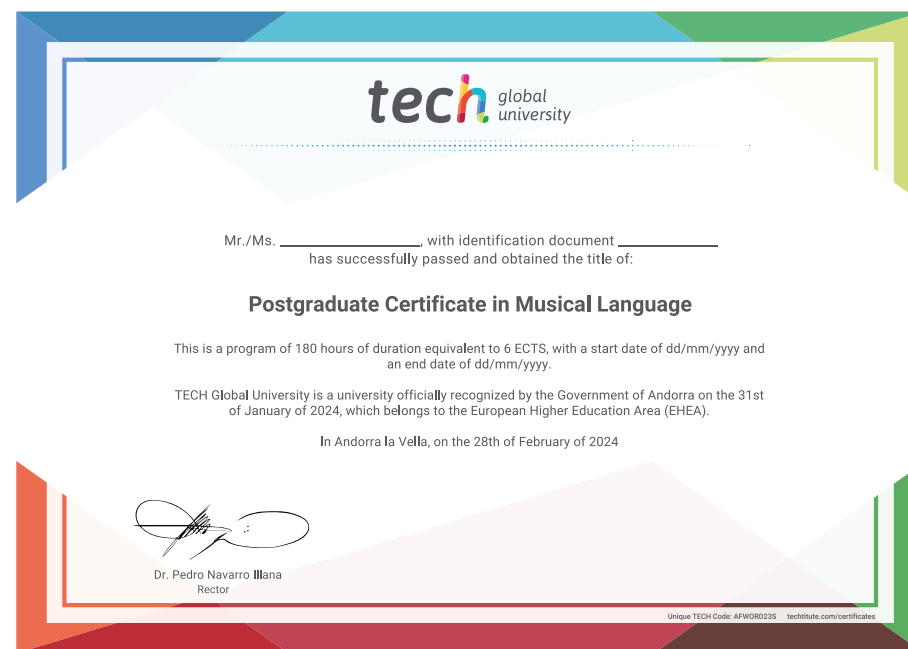 tech global
university
Mr./Ms. ____________, with identification document ____________
has successfully passed and obtained the title of:
Postgraduate Certificate in Musical Language
This is a program of 180 hours of duration equivalent to 6 ECTS, with a start date of dd/mm/yyyy and
an end date of dd/mm/yyyy.
TECH Global University is a university officially recognized by the Government of Andorra on the 31st
of January of 2024, which belongs to the European Higher Education Area (EHEA).
In Andorra la Vella, on the 28th of February of 2024
Dr. Pedro Navarro Illana
Rector
Unique TECH Code: AFWORD23S techtitute.com/certificates